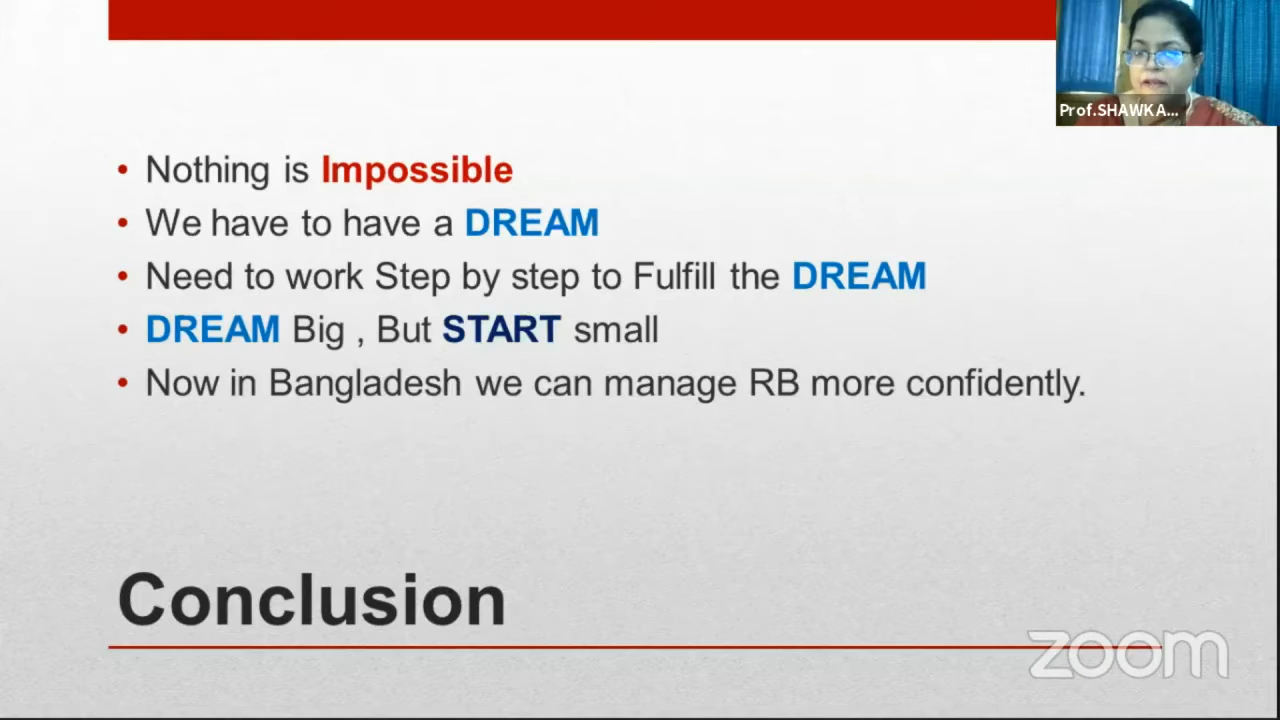 Prof.SHAWKA...
• Nothing is Impossible
• We have to have a DREAM
• Need to work Step by step to Fulfill the DREAM
• DREAM Big , But START small
• Now in Bangladesh we can manage RB more confidently.
Conclusion
zoom